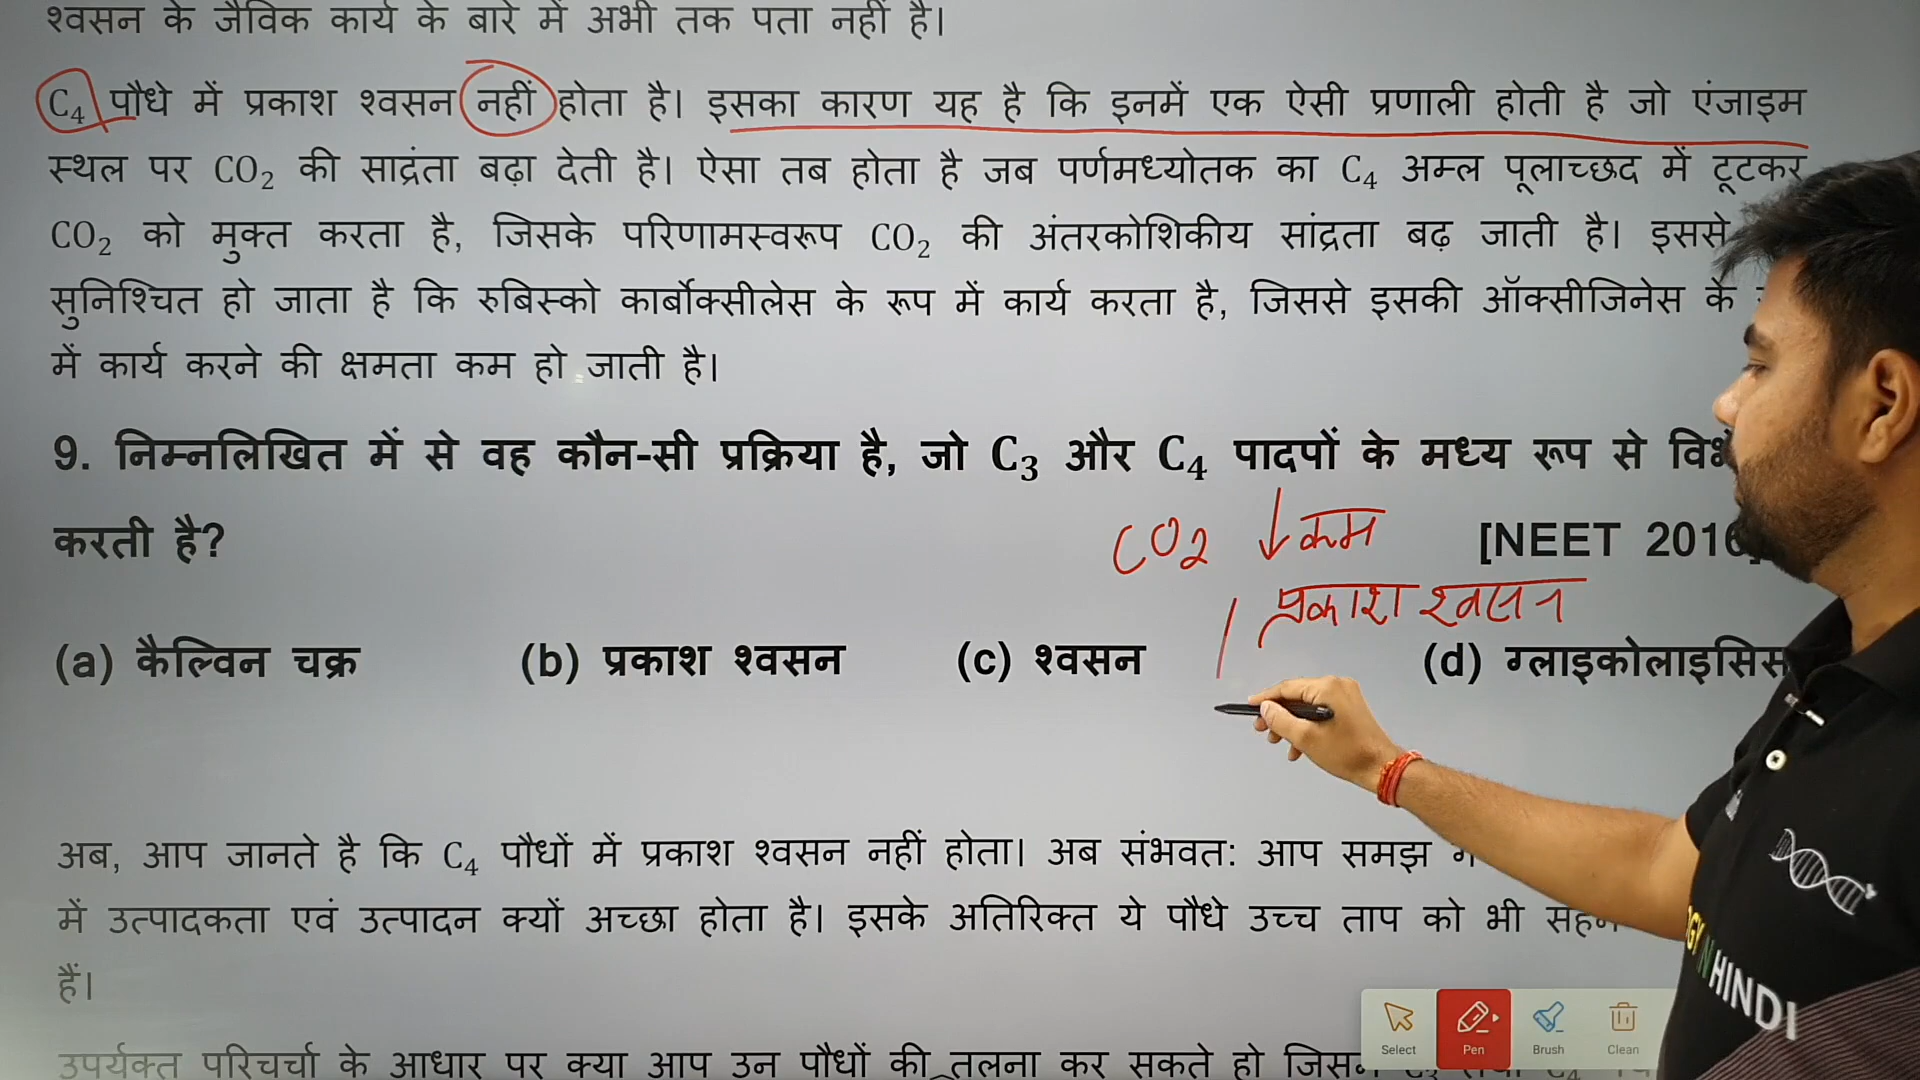 श्वसन के जैविक कार्य के बारे में अभी तक पता नहीं है।
C₄ पौधे में प्रकाश श्वसन नहीं होता है। इसका कारण यह है कि इनमें एक ऐसी प्रणाली होती है जो एंजाइम
स्थल पर CO₂ की साद्रंता बढ़ा देती है। ऐसा तब होता है जब पर्णमध्योतक का C₄ अम्ल पूलाच्छद में टूटकर
CO₂ को मुक्त करता है, जिसके परिणामस्वरूप CO₂ की अंतरकोशिकीय सांद्रता बढ़ जाती है। इससे
सुनिश्चित हो जाता है कि रुबिस्को कार्बोक्सीलेस के रूप में कार्य करता है, जिससे इसकी ऑक्सीजिनेस के
में कार्य करने की क्षमता कम हो जाती है।
9. निम्नलिखित में से वह कौन-सी प्रक्रिया है, जो C₃ और C₄ पादपों के मध्य रूप से
करती है?
CO2 ↓ कम
[NEET 2016]
प्रकाश श्वसन
(a) कैल्विन चक्र (b) प्रकाश श्वसन (c) श्वसन (d) ग्लाइकोलाइसिस
अब, आप जानते है कि C₄ पौधों में प्रकाश श्वसन नहीं होता। अब संभवत: आप समझ
में उत्पादकता एवं उत्पादन क्यों अच्छा होता है। इसके अतिरिक्त ये पौधे उच्च ताप को भी
हैं।
उपर्यक्त परिचर्चा के आधार पर क्या आप उन पौधों की तुलना कर सकते हो
Select Pen Brush Clean
HINDI